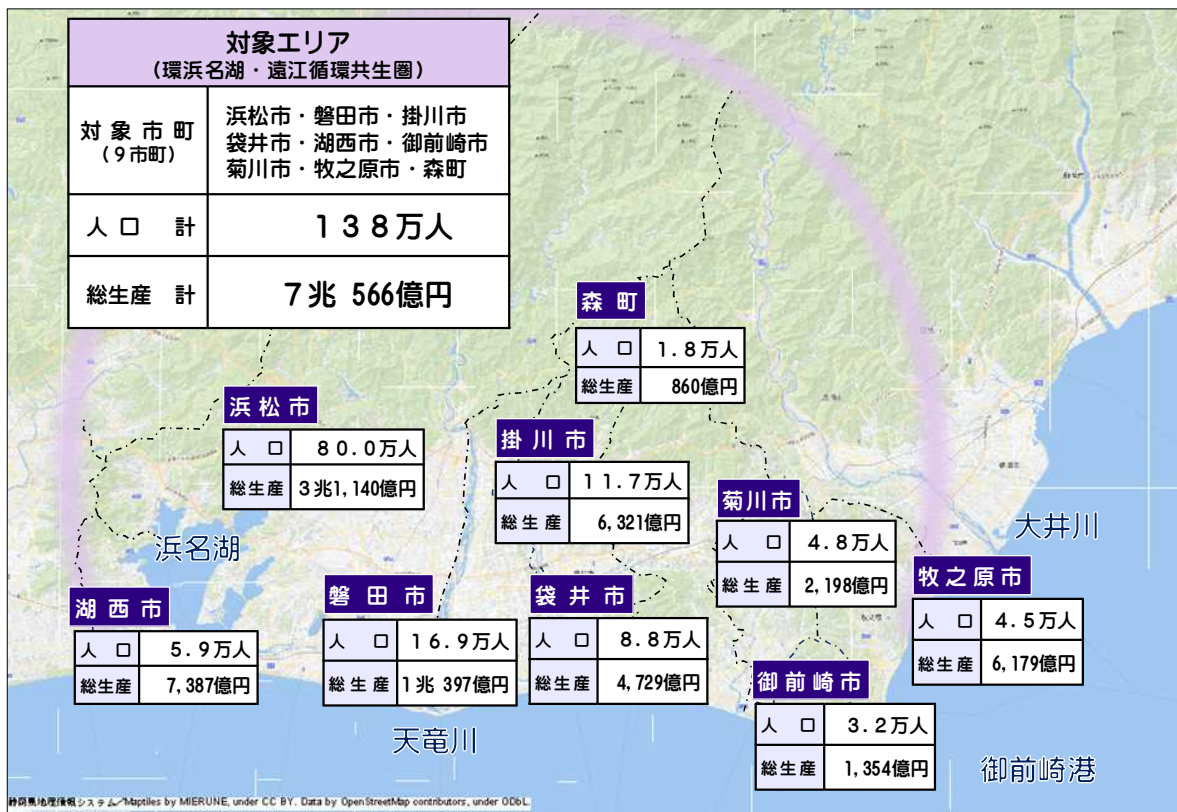 対象エリア
(環浜名湖・遠江循環共生圏)
対象市町
(9市町)
浜松市・磐田市・掛川市
袋井市・湖西市・御前崎市
菊川市・牧之原市・森町
人口 計
138万人
総生産 計
7兆 566億円
森町
人口 1.8万人
総生産 860億円
浜松市
人口 80.0万人
総生産 3兆1,140億円
掛川市
人口 11.7万人
総生産 6,321億円
菊川市
人口 4.8万人
総生産 2,198億円
大井川
浜名湖
湖西市
人口 5.9万人
総生産 7,387億円
磐田市
人口 16.9万人
総生産 1兆 397億円
袋井市
人口 8.8万人
総生産 4,729億円
牧之原市
人口 4.5万人
総生産 6,179億円
御前崎市
人口 3.2万人
総生産 1,354億円
天竜川
御前崎港
静岡県地理情報システム/Maptiles by MIERUNE, under CC BY. Data by OpenStreetMap contributors, under ODbL.